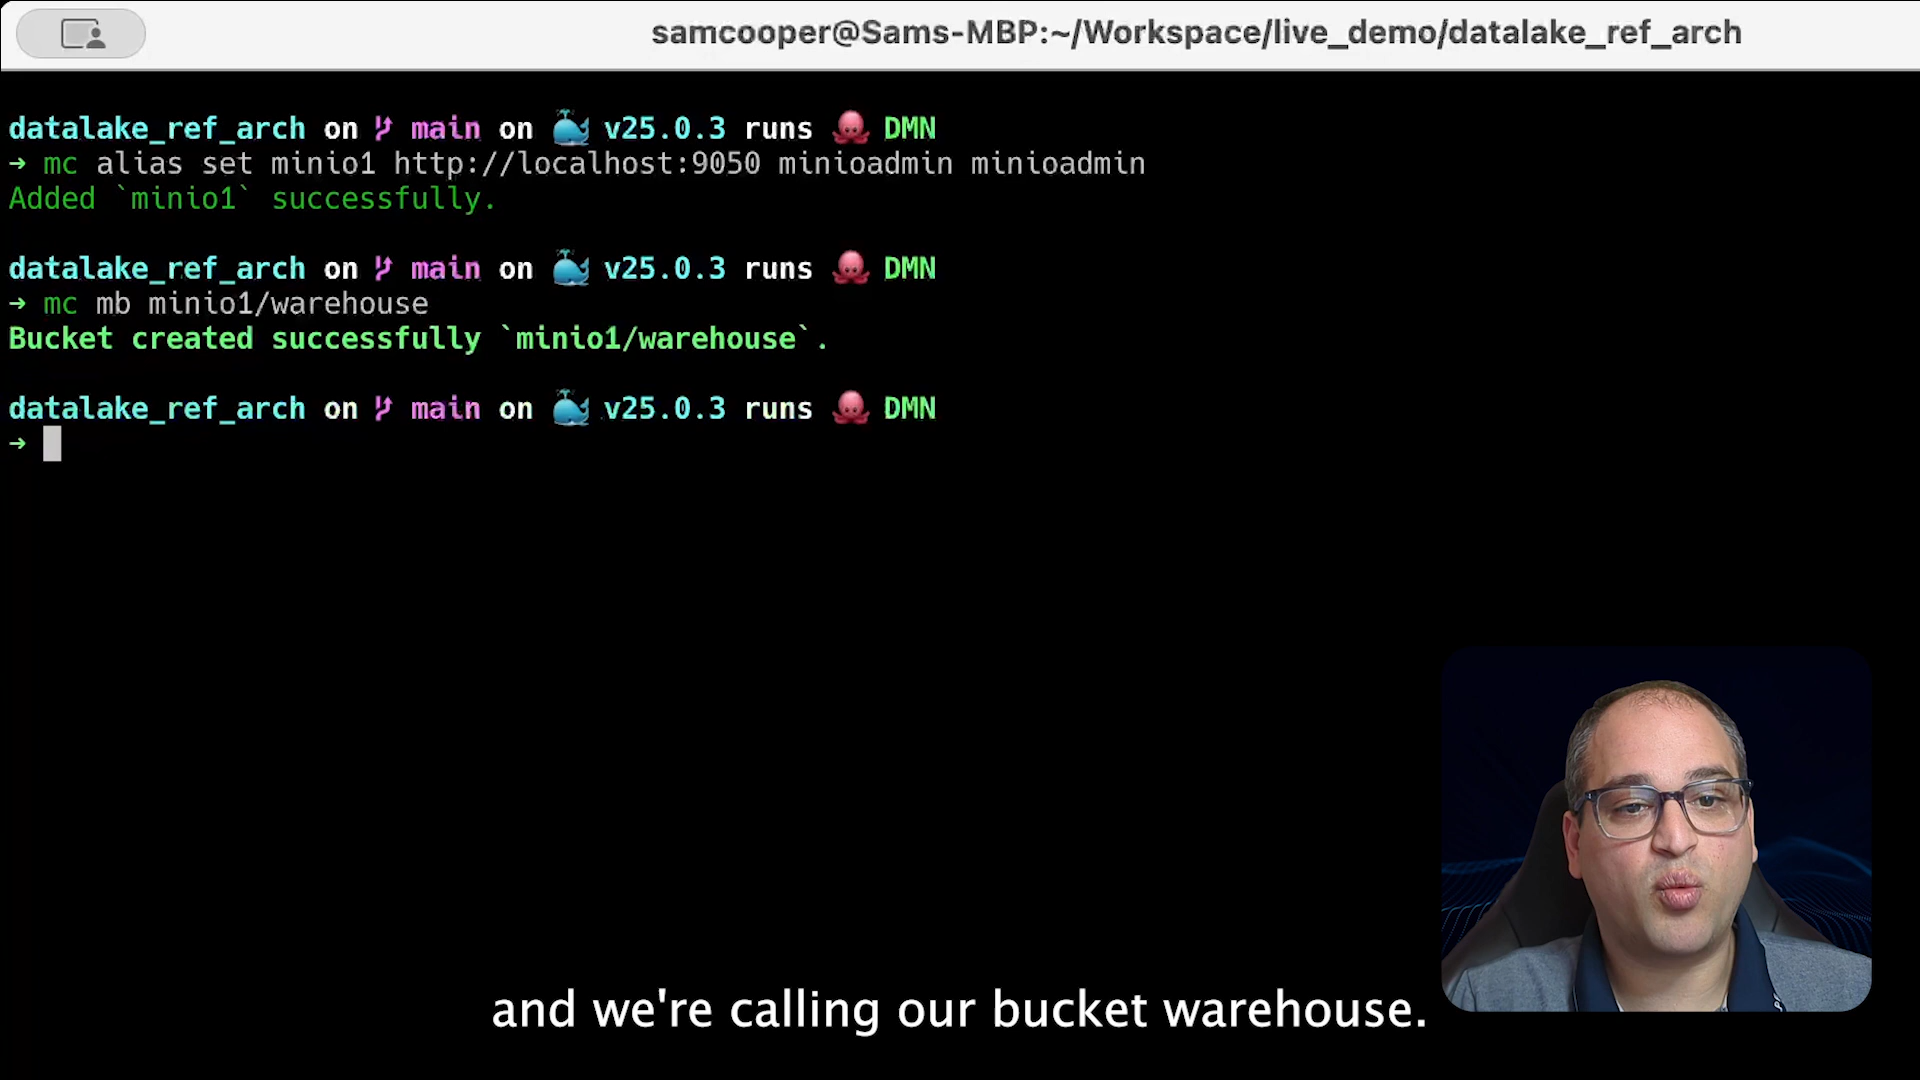 samcooper@Sams-MBP:~/Workspace/live_demo/datalake_ref_arch
datalake_ref_arch on main on v25.0.3 runs DMN
→ mc alias set minio1 http://localhost:9050 minioadmin minioadmin
Added `minio1` successfully.
datalake_ref_arch on main on v25.0.3 runs DMN
→ mc mb minio1/warehouse
Bucket created successfully `minio1/warehouse`.
datalake_ref_arch on main on v25.0.3 runs DMN
→
and we're calling our bucket warehouse.